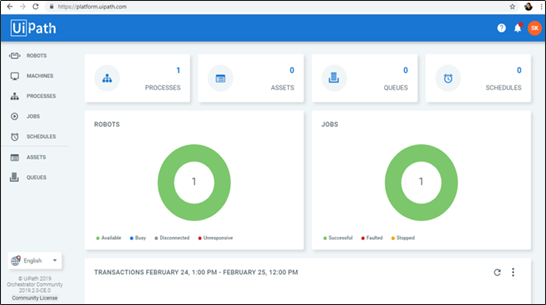 https://platform.uipath.com
UiPath
SK
ROBOTS
MACHINES
PROCESSES
JOBS
SCHEDULES
ASSETS
QUEUES
1
PROCESSES
0
ASSETS
0
QUEUES
0
SCHEDULES
ROBOTS
1
Available Busy Disconnected Unresponsive
JOBS
1
Successful Faulted Stopped
TRANSACTIONS FEBRUARY 24, 1:00 PM - FEBRUARY 25, 12:00 PM
English
© UiPath 2019
Orchestrator Community
2019.2.0-CE.0
Community License